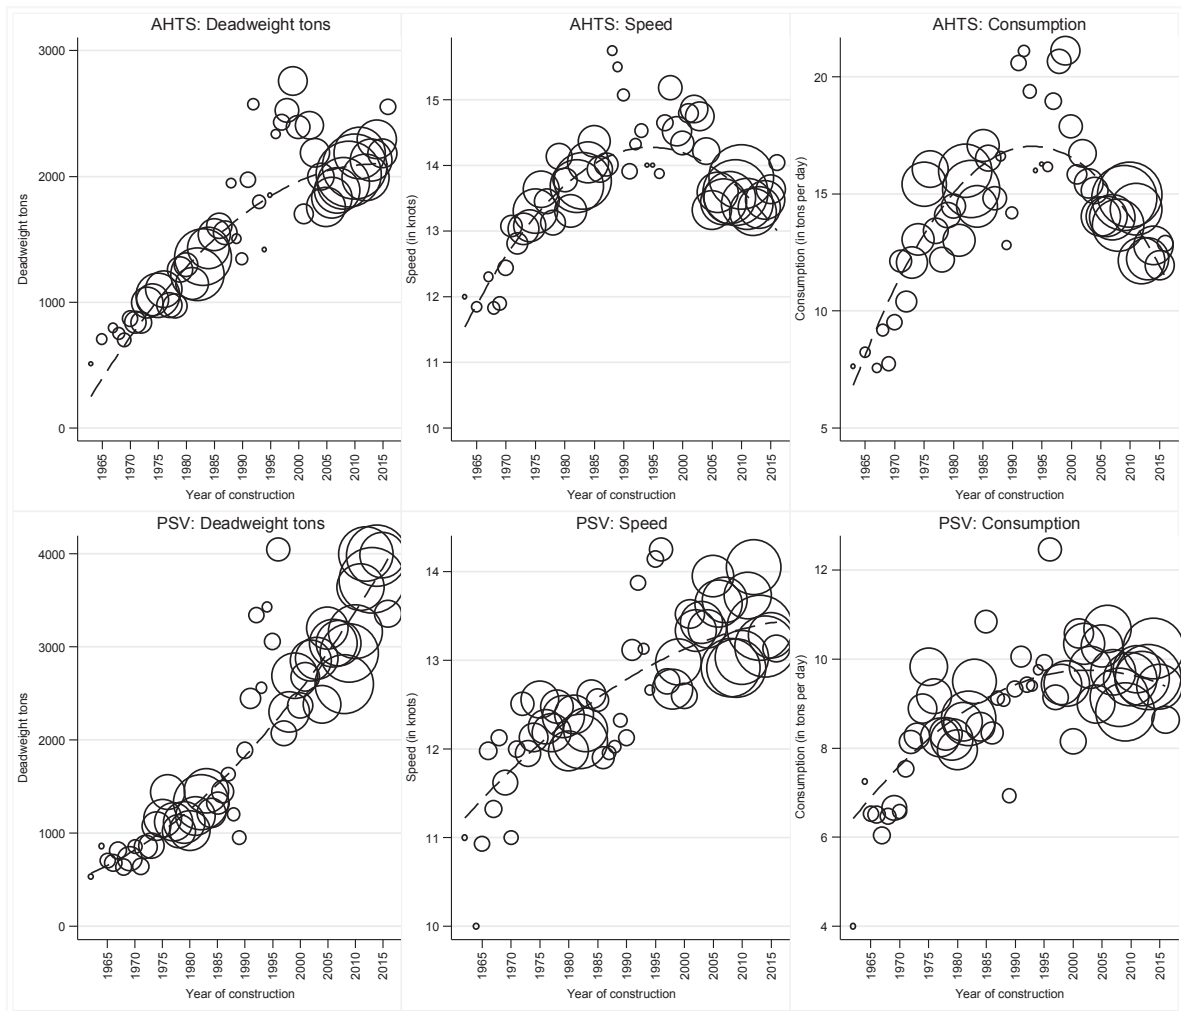 AHTS: Deadweight tons
3000
2000
1000
0
Deadweight tons
1965 1970 1975 1980 1985 1990 1995 2000 2005 2010 2015
Year of construction
AHTS: Speed
15
14
13
12
11
10
Speed (in knots)
1965 1970 1975 1980 1985 1990 1995 2000 2005 2010 2015
Year of construction
AHTS: Consumption
20
15
10
5
Consumption (in tons per day)
1965 1970 1975 1980 1985 1990 1995 2000 2005 2010 2015
Year of construction
PSV: Deadweight tons
4000
3000
2000
1000
0
Deadweight tons
1965 1970 1975 1980 1985 1990 1995 2000 2005 2010 2015
Year of construction
PSV: Speed
14
13
12
11
10
Speed (in knots)
1965 1970 1975 1980 1985 1990 1995 2000 2005 2010 2015
Year of construction
PSV: Consumption
12
10
8
6
4
Consumption (in tons per day)
1965 1970 1975 1980 1985 1990 1995 2000 2005 2010 2015
Year of construction